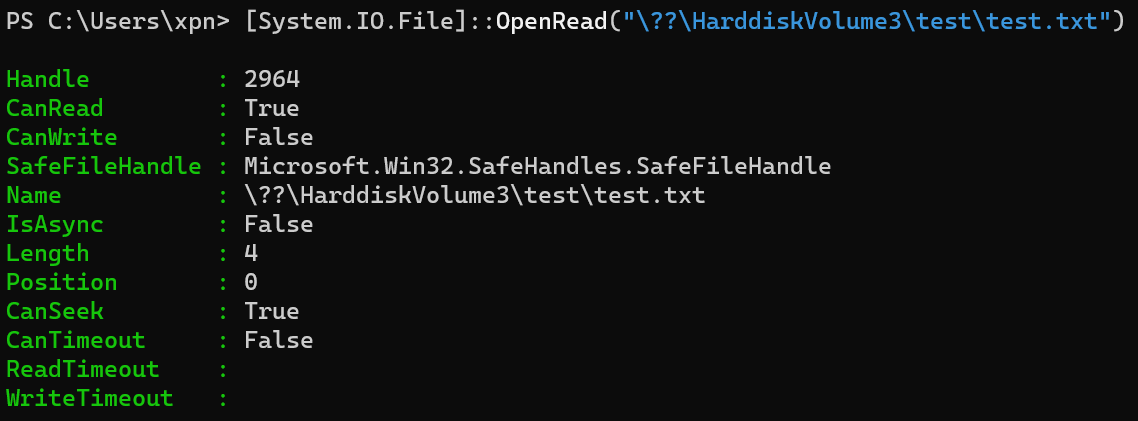 PS C:\Users\xpn> [System.IO.File]::OpenRead("\??\HarddiskVolume3\test\test.txt")
Handle         : 2964
CanRead        : True
CanWrite       : False
SafeFileHandle : Microsoft.Win32.SafeHandles.SafeFileHandle
Name           : \??\HarddiskVolume3\test\test.txt
IsAsync        : False
Length         : 4
Position       : 0
CanSeek        : True
CanTimeout     : False
ReadTimeout    :
WriteTimeout   :